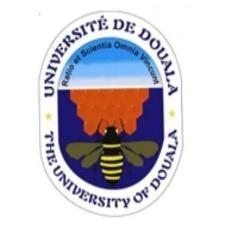 UNIVERSITÉ DE DOUALA
Ratio et Scientia Omnia Vincunt
THE UNIVERSITY OF DOUALA